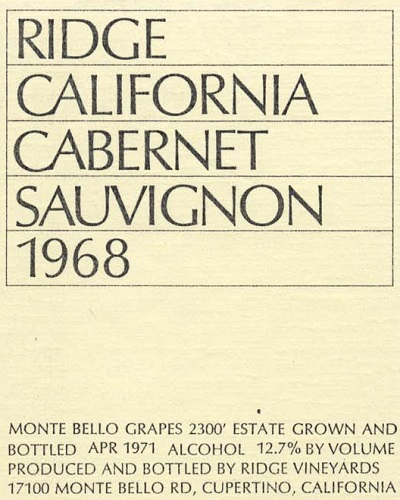 RIDGE
CALIFORNIA
CABERNET
SAUVIGNON
1968
MONTE BELLO GRAPES 2300' ESTATE GROWN AND
BOTTLED APR 1971 ALCOHOL 12.7% BY VOLUME
PRODUCED AND BOTTLED BY RIDGE VINEYARDS
17100 MONTE BELLO RD, CUPERTINO, CALIFORNIA